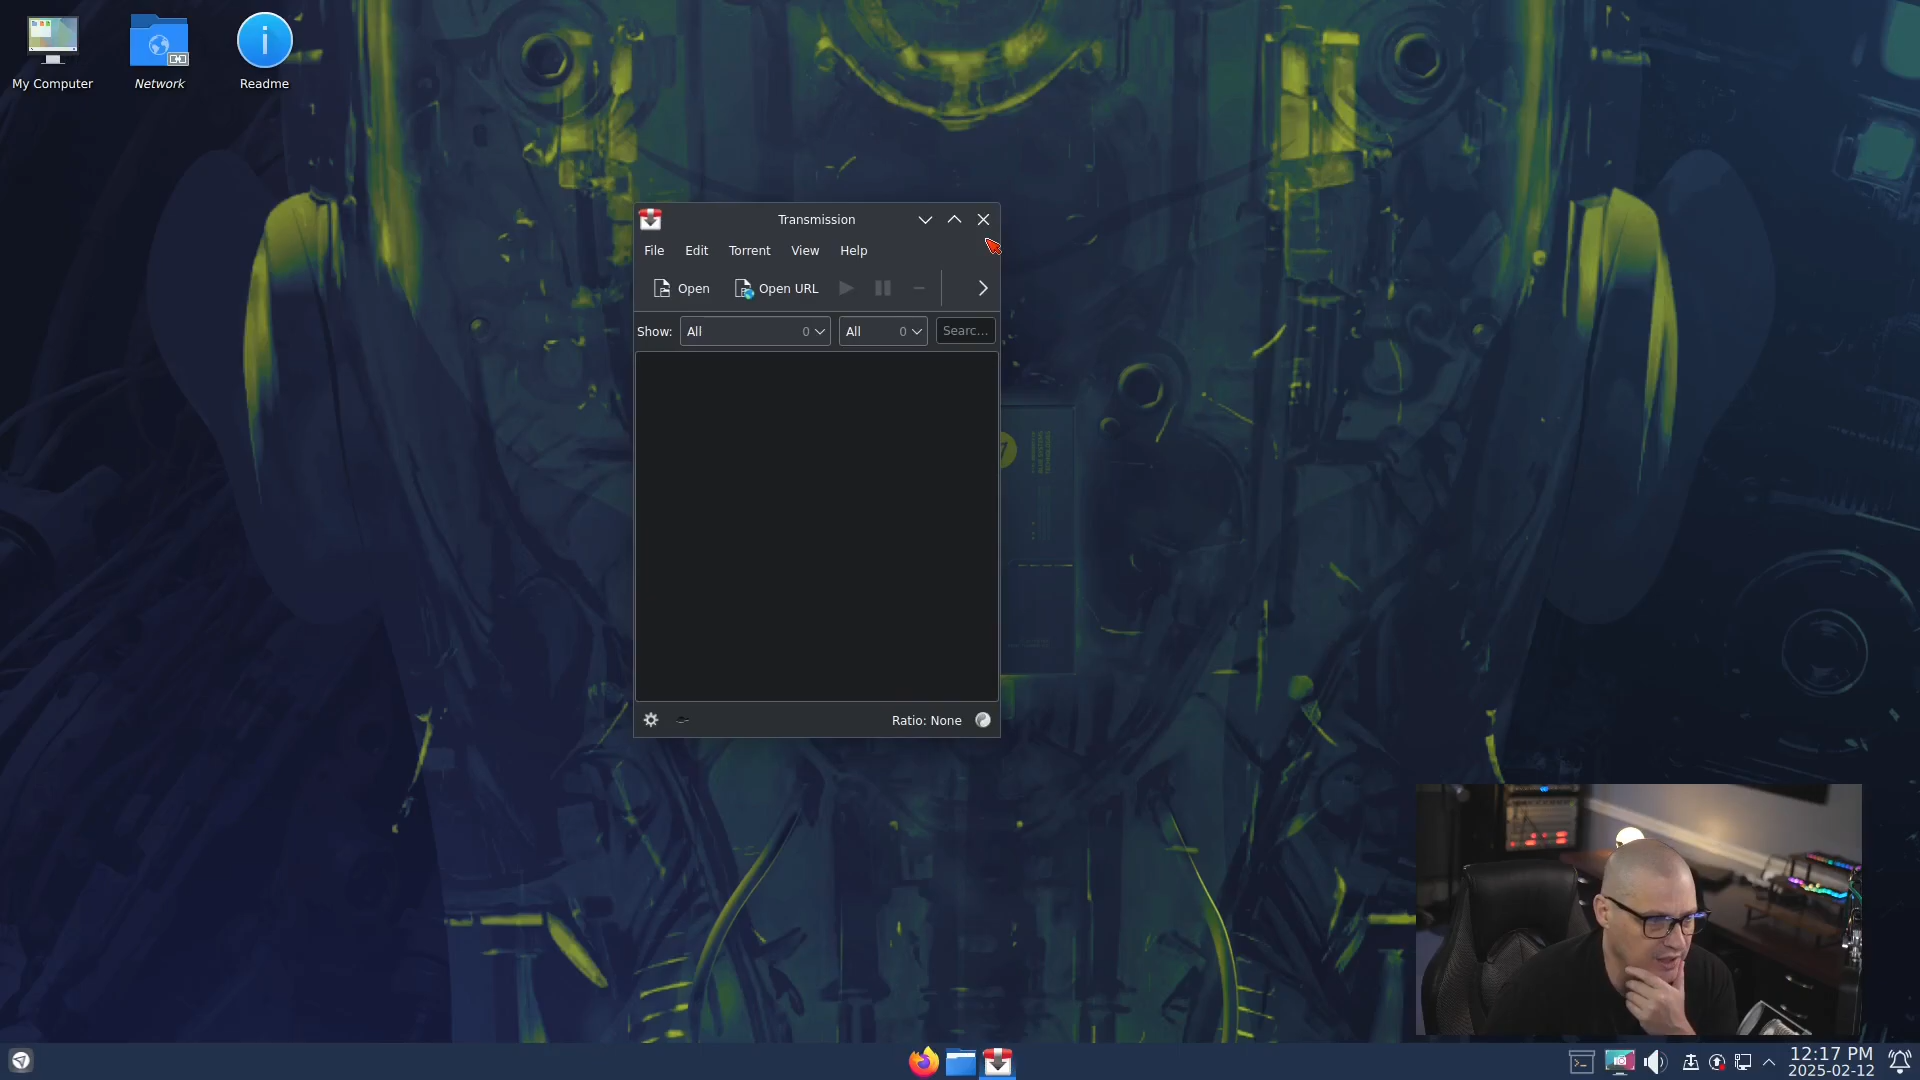 My Computer
Network
Readme
Transmission
File Edit Torrent View Help
Open Open URL
Show: All 0 All 0 Searc...
Ratio: None
12:17 PM
2025-02-12